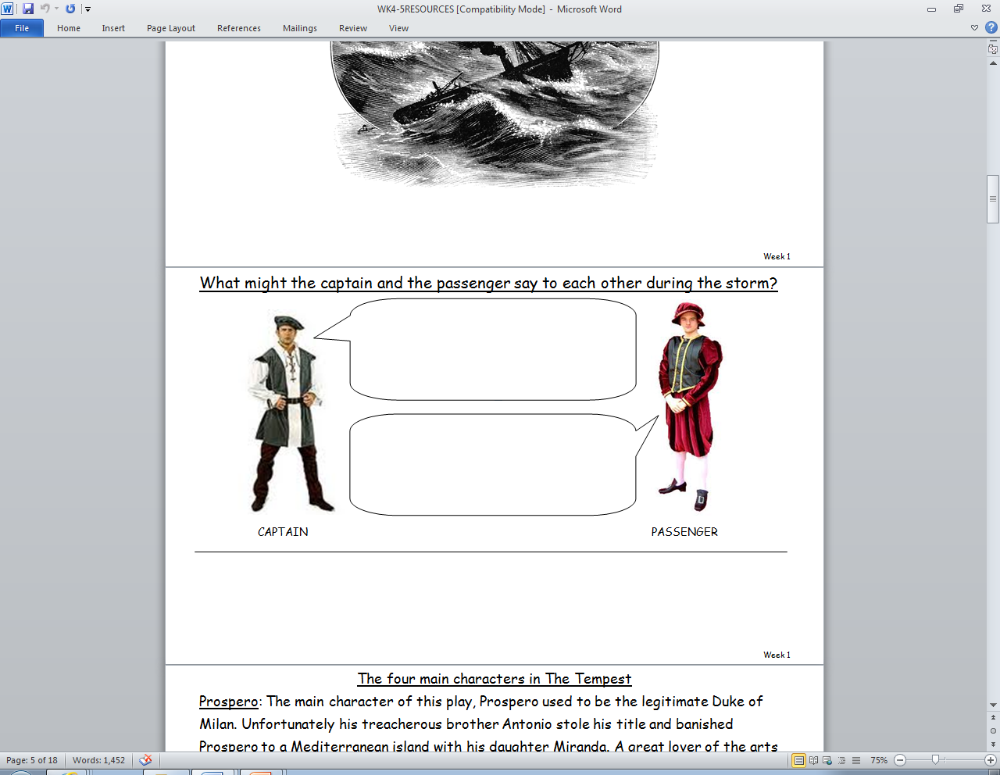 WK4-5RESOURCES [Compatibility Mode] - Microsoft Word
File Home Insert Page Layout References Mailings Review View
Week 1
What might the captain and the passenger say to each other during the storm?
CAPTAIN
PASSENGER
Week 1
The four main characters in The Tempest
Prospero: The main character of this play, Prospero used to be the legitimate Duke of
Milan. Unfortunately his treacherous brother Antonio stole his title and banished
Prospero to a Mediterranean island with his daughter Miranda. A great lover of the arts
Page: 5 of 18 Words: 1,452 75%